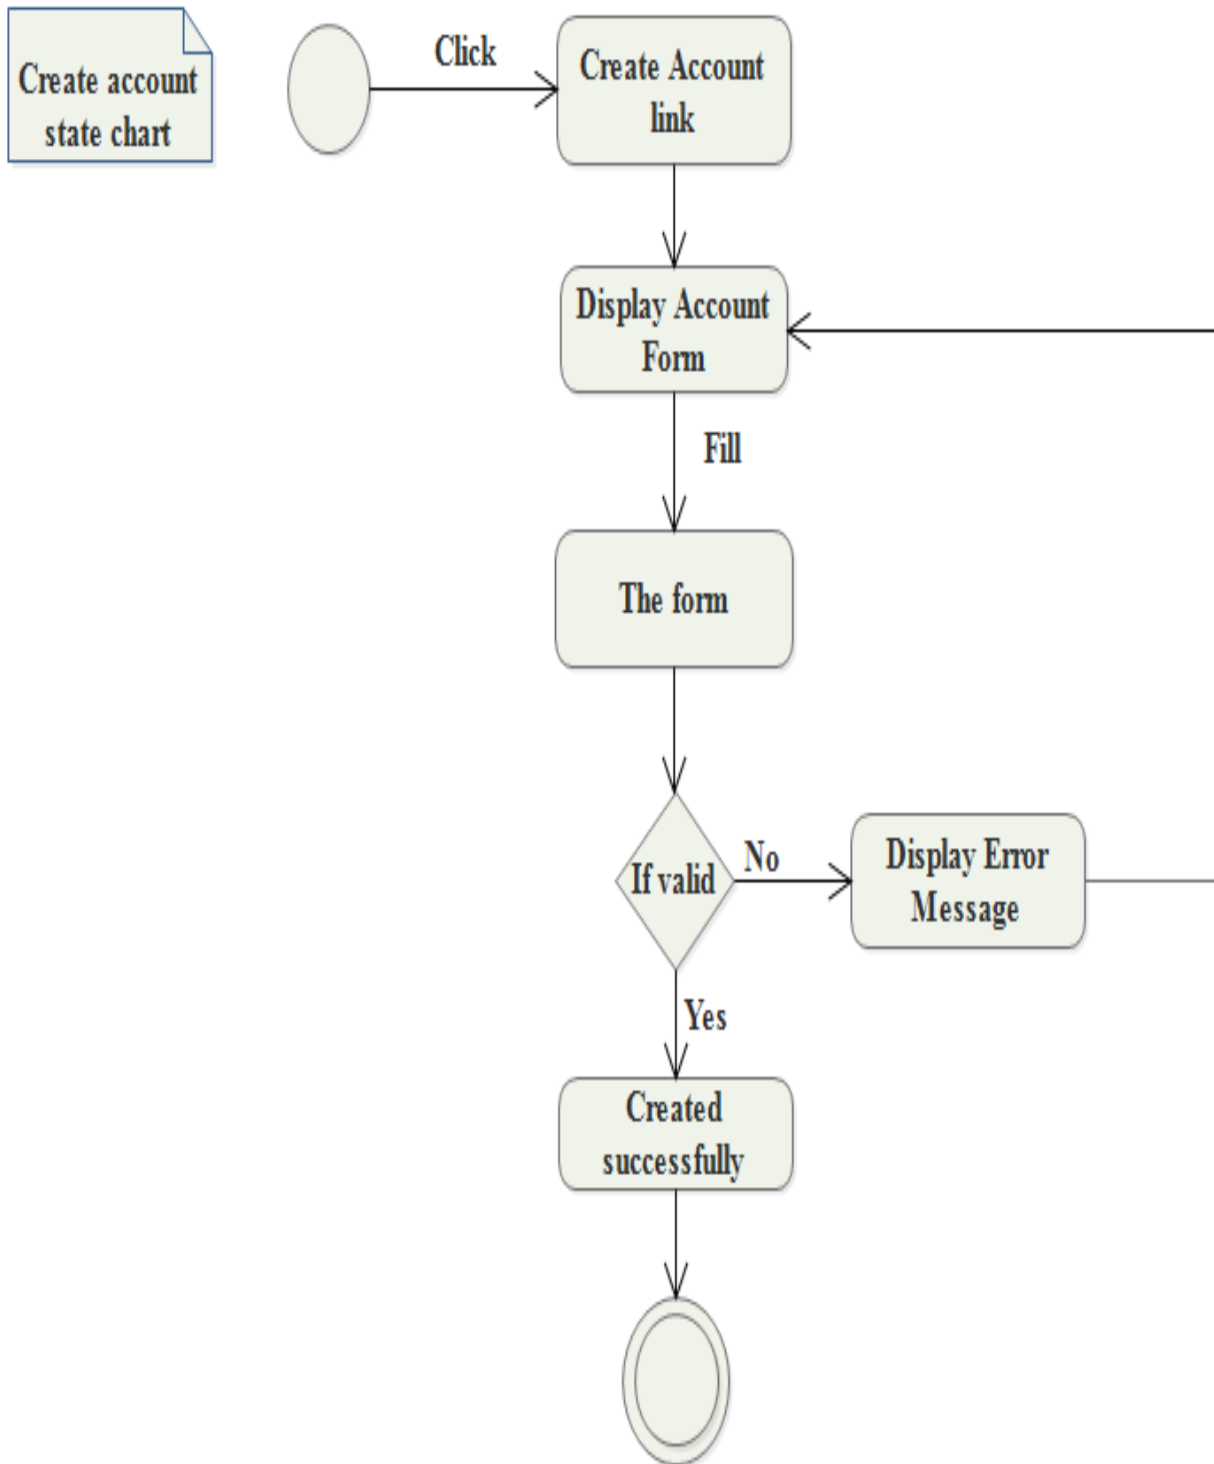 Create account
state chart
Click
Create Account
link
Display Account
Form
Fill
The form
If valid
No
Display Error
Message
Yes
Created
successfully